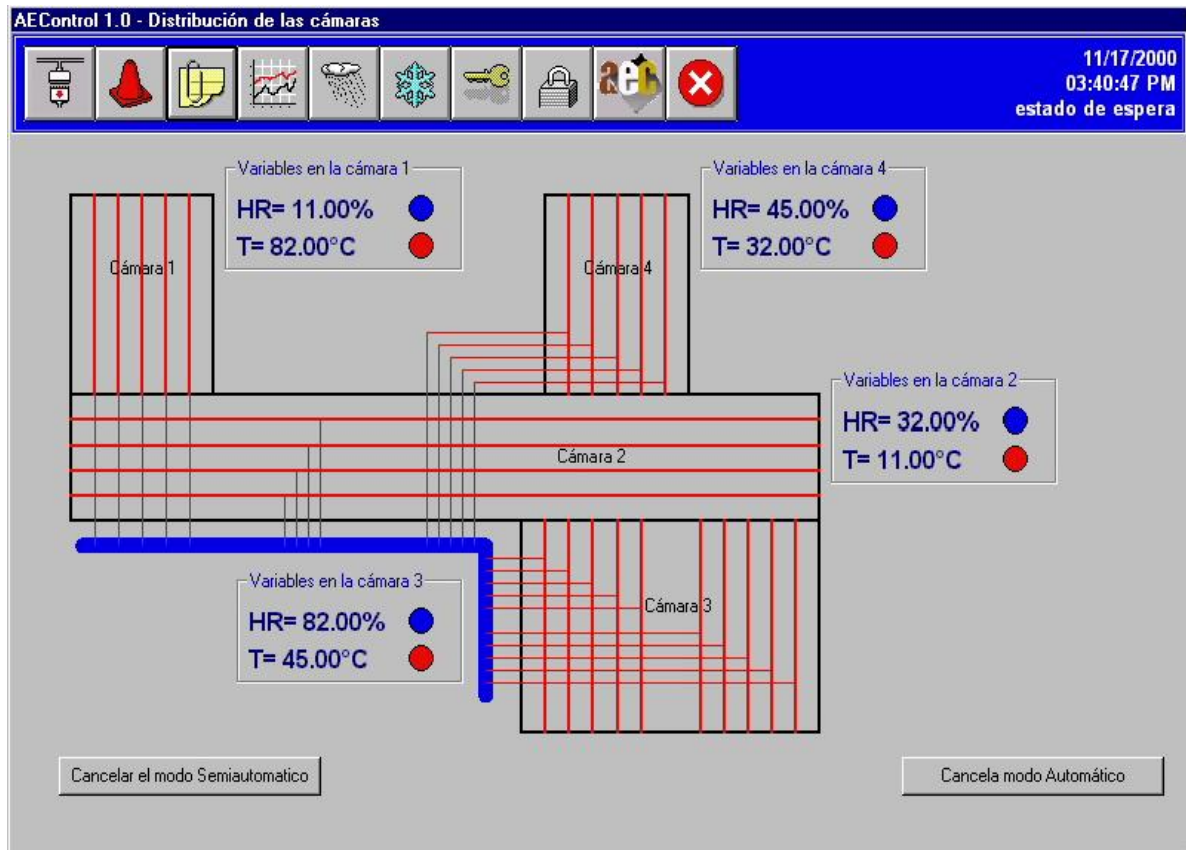 AEControl 1.0 - Distribución de las cámaras
aec
11/17/2000
03:40:47 PM
estado de espera
Variables en la cámara 1
HR= 11.00%
T= 82.00°C
Variables en la cámara 4
HR= 45.00%
T= 32.00°C
Cámara 1
Cámara 4
Variables en la cámara 2
HR= 32.00%
T= 11.00°C
Cámara 2
Variables en la cámara 3
HR= 82.00%
T= 45.00°C
Cámara 3
Cancelar el modo Semiautomatico
Cancela modo Automático